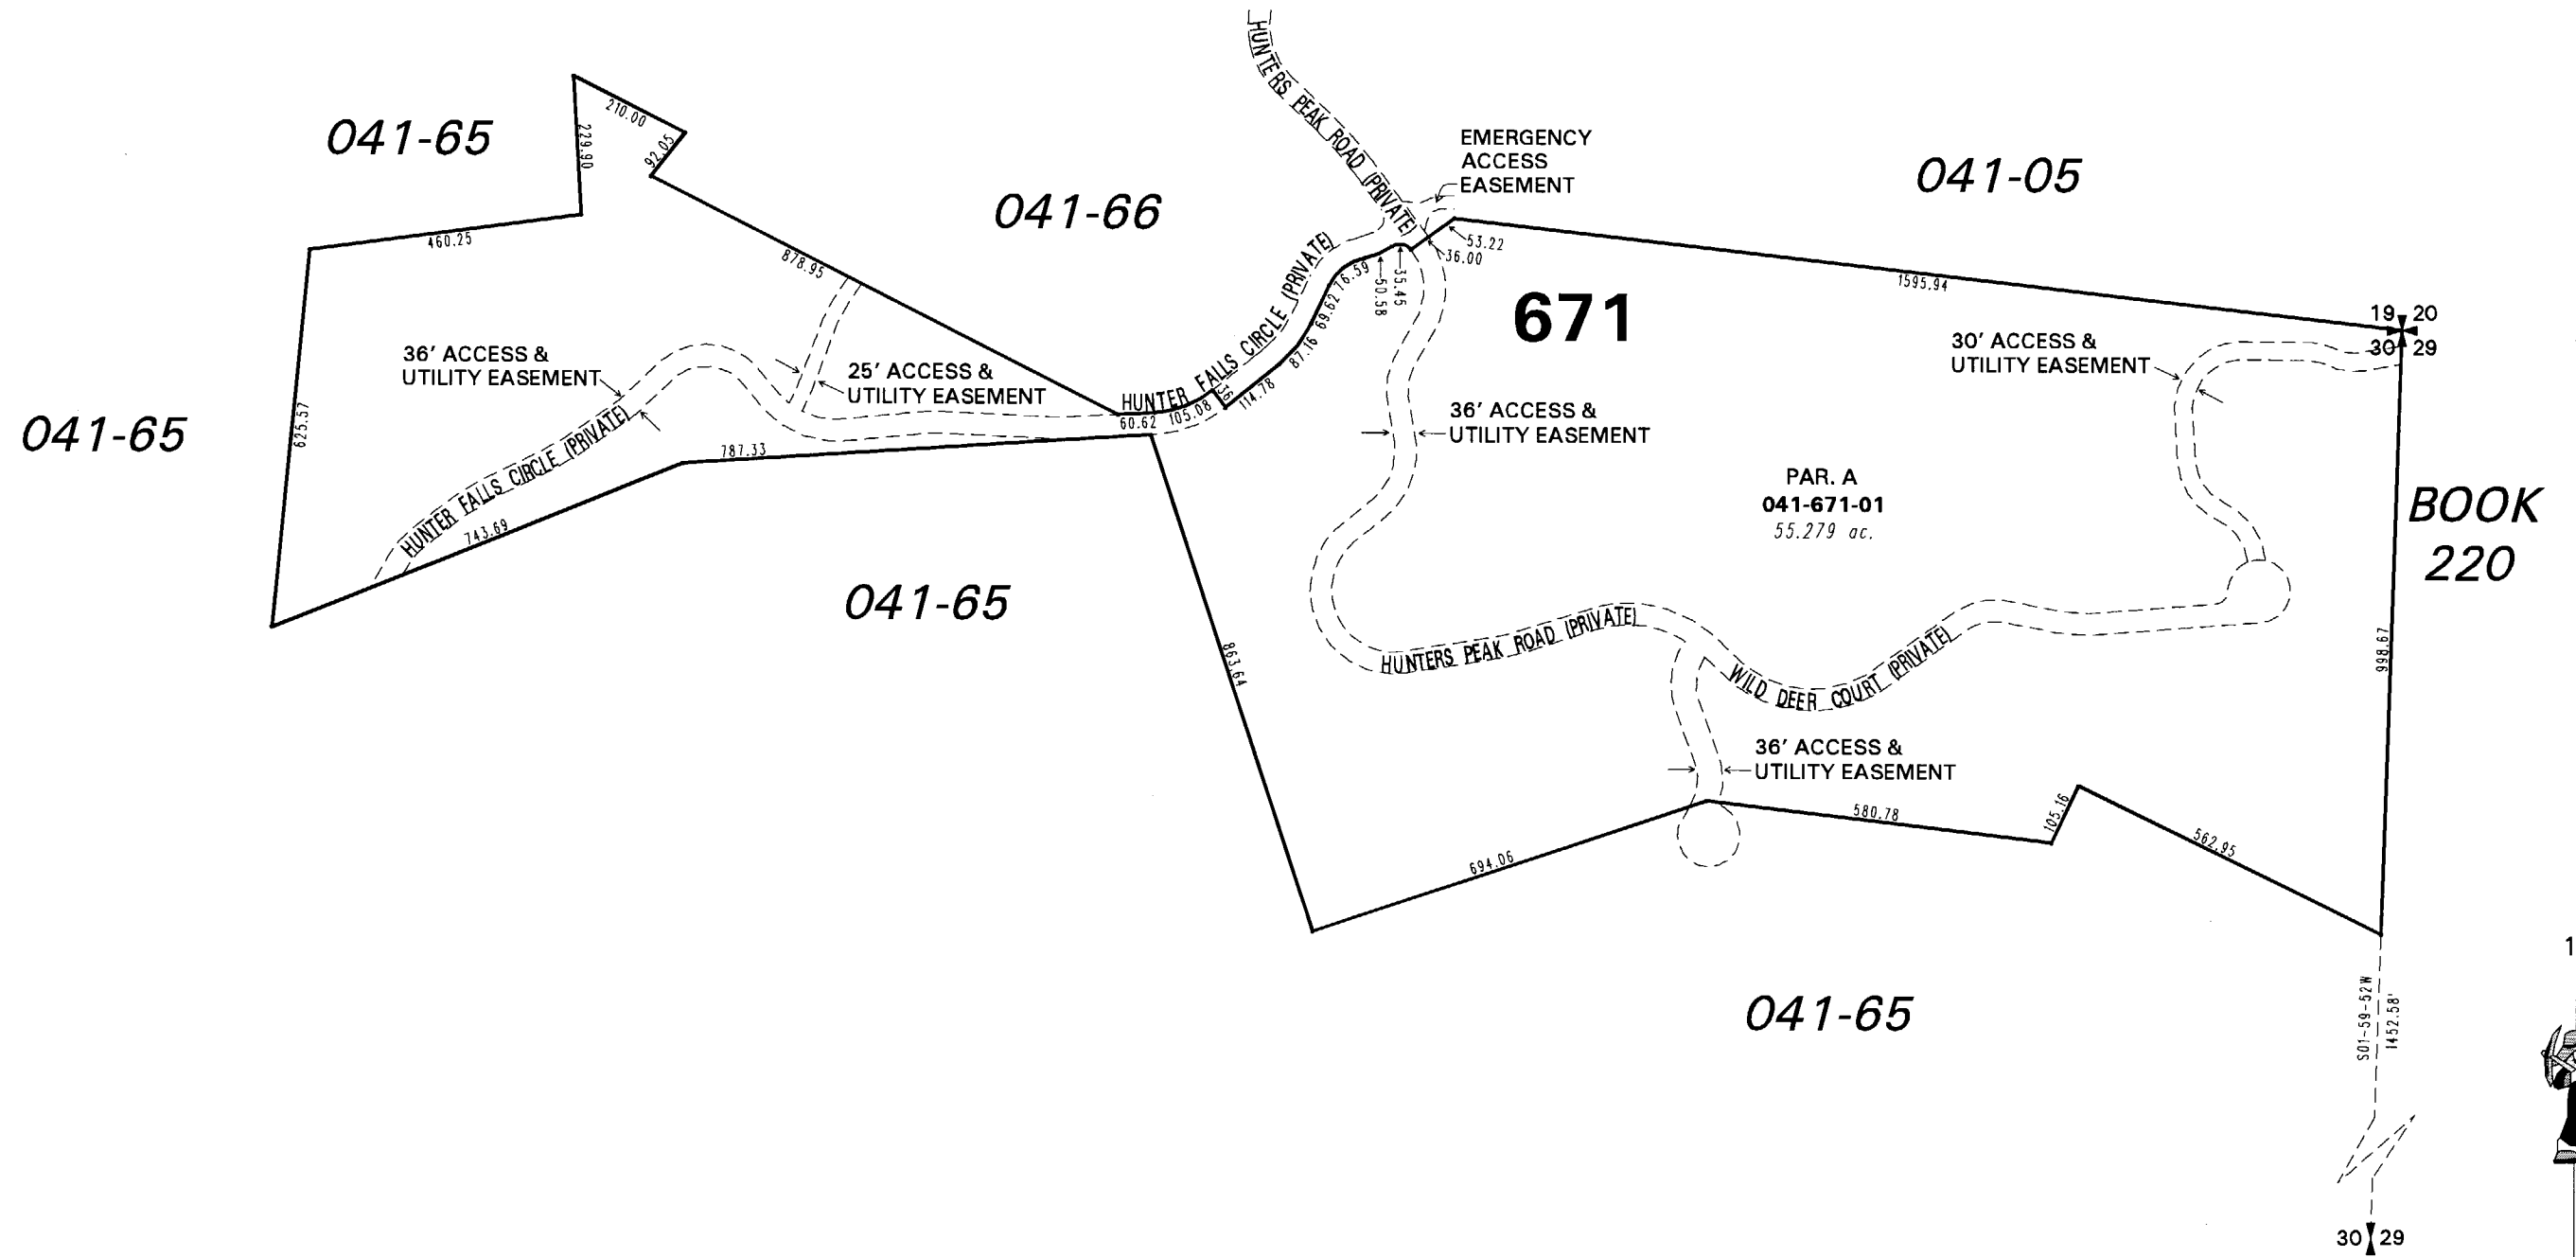 HUNTERS PEAK ROAD (PRIVATE)
EMERGENCY
ACCESS
EASEMENT
041-65
210.00
229.90
92.05
041-66
041-05
460.25
878.95
HUNTER FALLS CIRCLE (PRIVATE)
53.22
36.00
35.45
50.58
76.59
69.62
87.16
114.78
36
105.08
60.62
1595.94
671
19 20
30 29
36' ACCESS &
UTILITY EASEMENT
25' ACCESS &
UTILITY EASEMENT
30' ACCESS &
UTILITY EASEMENT
36' ACCESS &
UTILITY EASEMENT
041-65
625.57
HUNTER FALLS CIRCLE (PRIVATE)
787.33
743.69
PAR. A
041-671-01
55.279 ac.
BOOK
220
041-65
863.64
HUNTERS PEAK ROAD (PRIVATE)
WILD DEER COURT (PRIVATE)
998.67
36' ACCESS &
UTILITY EASEMENT
694.06
580.78
105.16
562.95
041-65
S01-59-52W
1452.58'
1
30 29